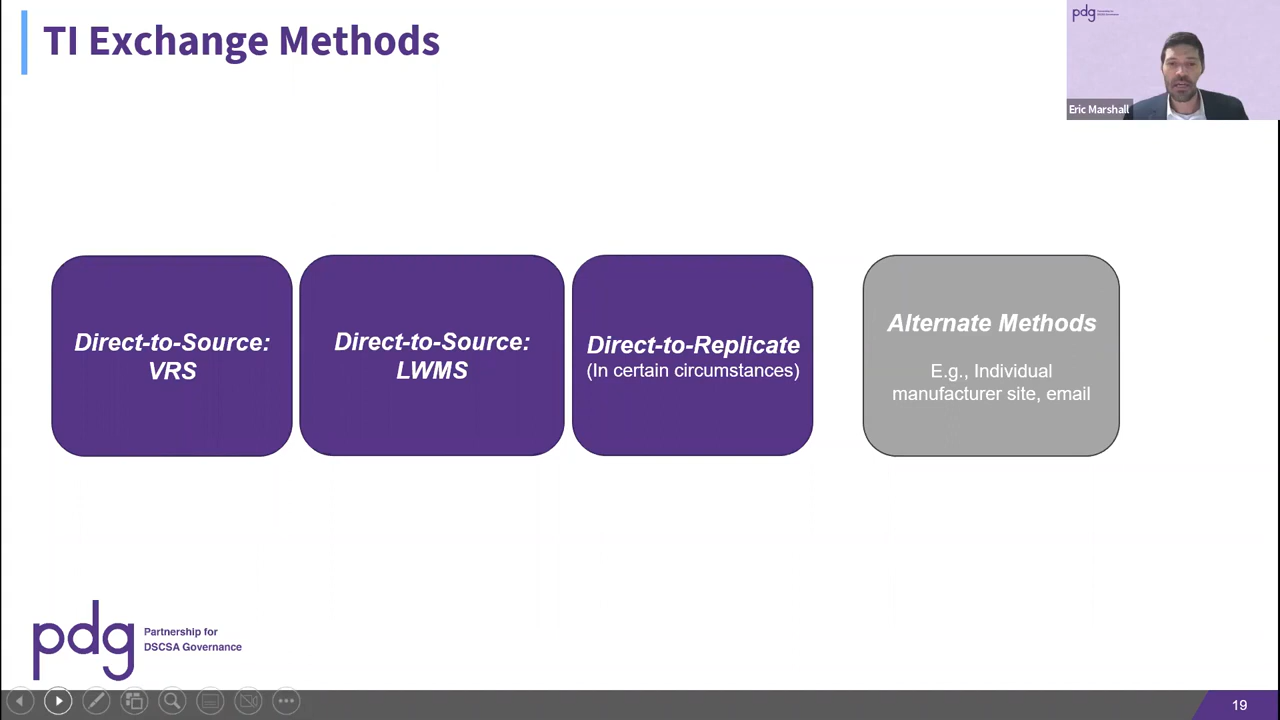 TI Exchange Methods
pdg
Eric Marshall
Direct-to-Source:
VRS
Direct-to-Source:
LWMS
Direct-to-Replicate
(In certain circumstances)
Alternate Methods
E.g., Individual
manufacturer site, email
pdg
Partnership for
DSCSA Governance
19